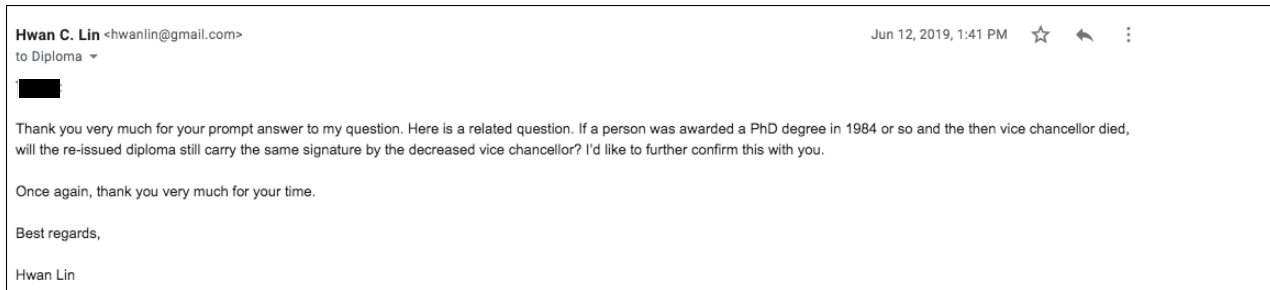 Hwan C. Lin <hwanlin@gmail.com>
Jun 12, 2019, 1:41 PM
to Diploma
Thank you very much for your prompt answer to my question. Here is a related question. If a person was awarded a PhD degree in 1984 or so and the then vice chancellor died,
will the re-issued diploma still carry the same signature by the decreased vice chancellor? I'd like to further confirm this with you.
Once again, thank you very much for your time.
Best regards,
Hwan Lin